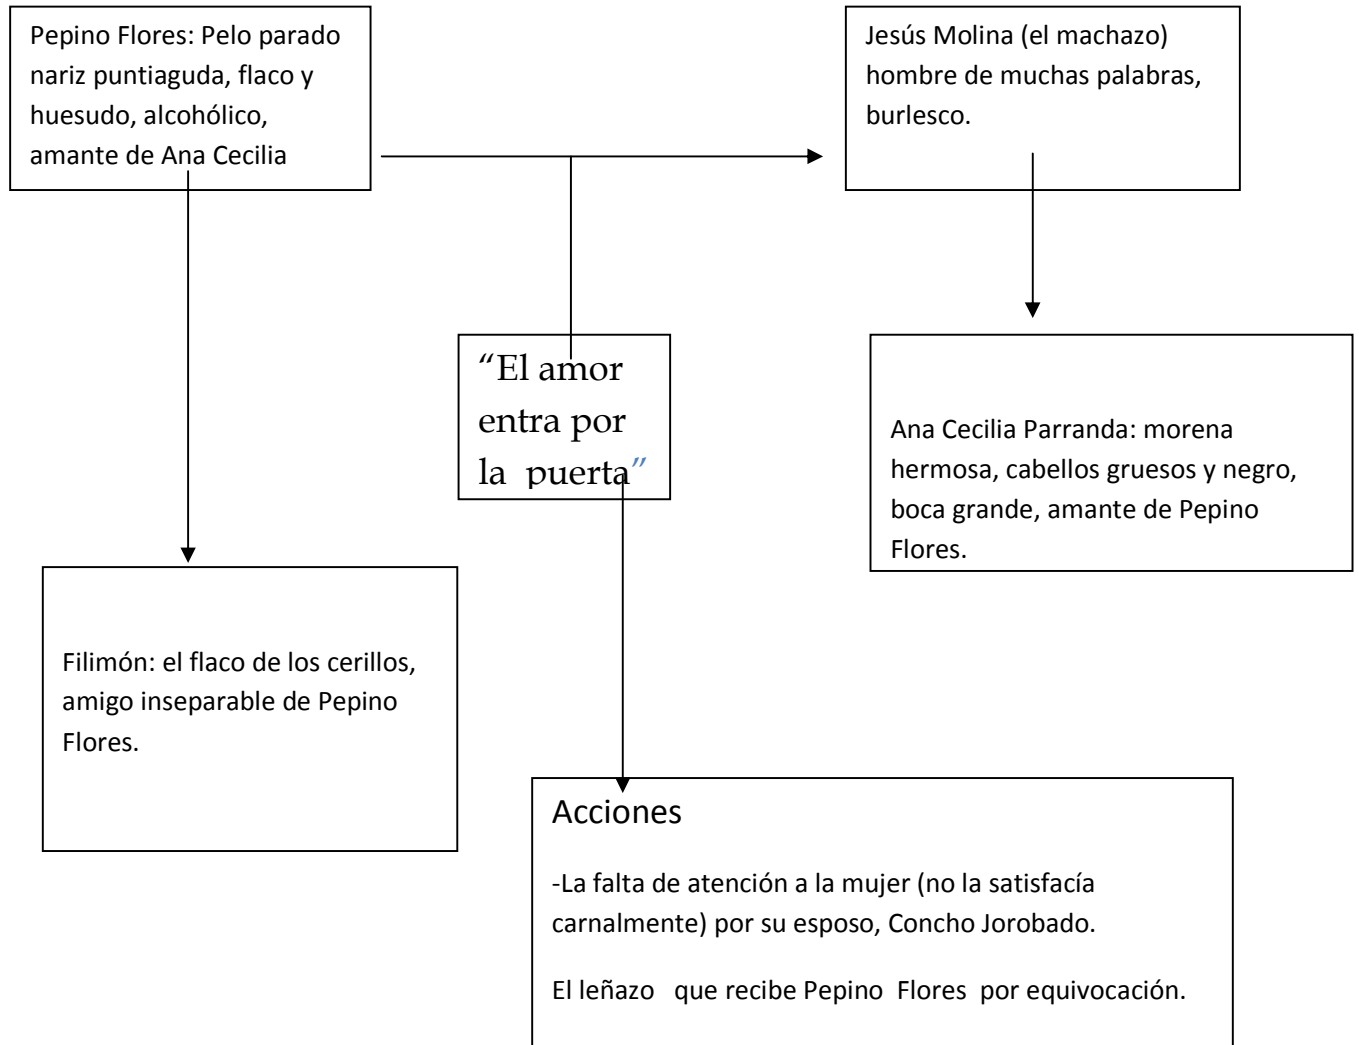 Pepino Flores: Pelo parado
nariz puntiaguda, flaco y
huesudo, alcohólico,
amante de Ana Cecilia
Jesús Molina (el machazo)
hombre de muchas palabras,
burlesco.
“El amor
entra por
la puerta”
Ana Cecilia Parranda: morena
hermosa, cabellos gruesos y negro,
boca grande, amante de Pepino
Flores.
Filimón: el flaco de los cerillos,
amigo inseparable de Pepino
Flores.
Acciones
-La falta de atención a la mujer (no la satisfacía
carnalmente) por su esposo, Concho Jorobado.
El leñazo que recibe Pepino Flores por equivocación.